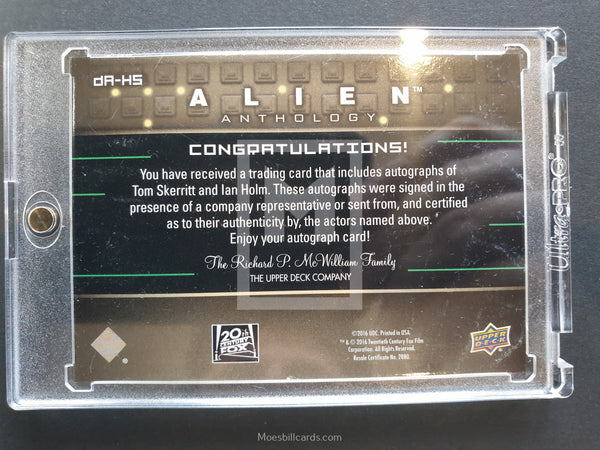 dA-HS
ALIEN™
ANTHOLOGY
CONGRATULATIONS!
You have received a trading card that includes autographs of
Tom Skerritt and Ian Holm. These autographs were signed in the
presence of a company representative or sent from, and certified
as to their authenticity by, the actors named above.
Enjoy your autograph card!
The Richard P. McWilliam Family
THE UPPER DECK COMPANY
20th
CENTURY
FOX
©2016 UDC. Printed in USA.
™ & © 2016 Twentieth Century Fox Film
Corporation. All Rights Reserved.
Resale Certificate No. 2080.
UPPER
DECK
®
Ultra PRO®
Moesbillcards.com